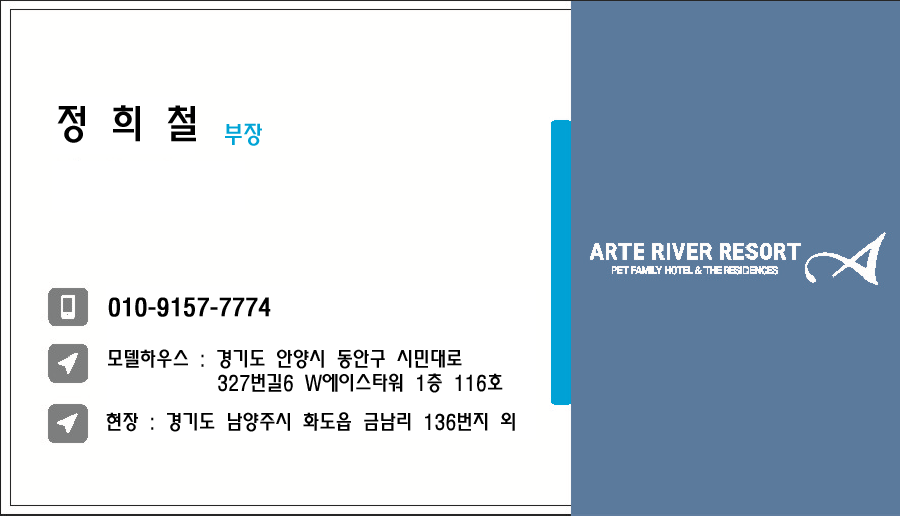 정 희 철 부장
010-9157-7774
모델하우스 : 경기도 안양시 동안구 시민대로
327번길6 W에이스타워 1층 116호
현장 : 경기도 남양주시 화도읍 금남리 136번지 외
ARTE RIVER RESORT
PET FAMILY HOTEL & THE RESIDENCES